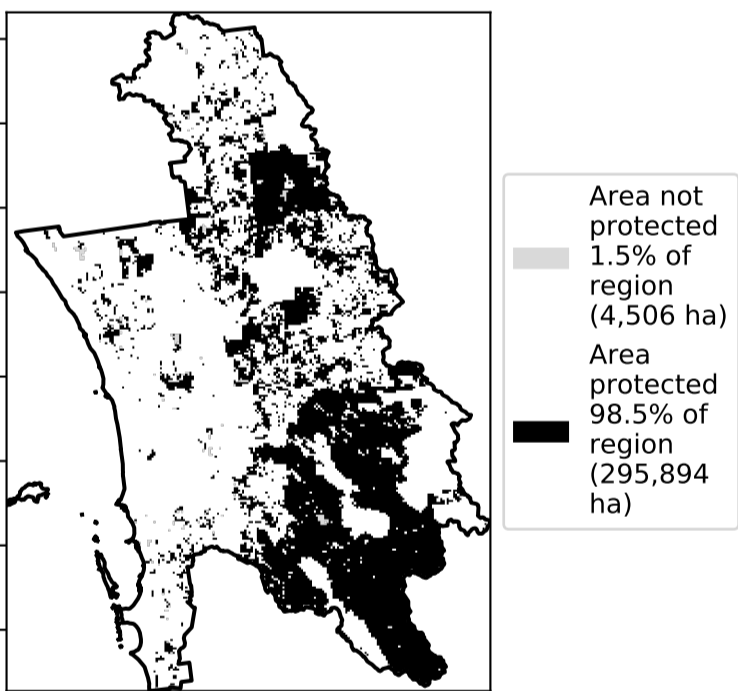 Area not
protected
1.5% of
region
(4,506 ha)
Area
protected
98.5% of
region
(295,894
ha)